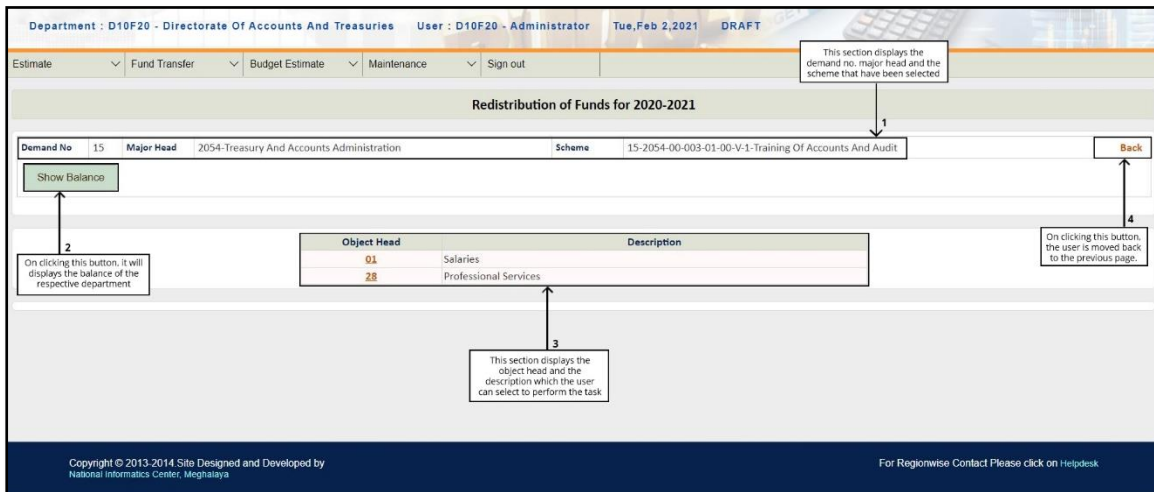 Department : D10F20 - Directorate Of Accounts And Treasuries User : D10F20 - Administrator Tue,Feb 2,2021 DRAFT
Estimate Fund Transfer Budget Estimate Maintenance Sign out
This section displays the
demand no. major head and the
scheme that have been selected
Redistribution of Funds for 2020-2021
1
Demand No 15 Major Head 2054-Treasury And Accounts Administration Scheme 15-2054-00-003-01-00-V-1-Training Of Accounts And Audit Back
Show Balance
2
On clicking this button, it will
displays the balance of the
respective department
Object Head Description
01 Salaries
28 Professional Services
4
On clicking this button,
the user is moved back
to the previous page.
3
This section displays the
object head and the
description which the user
can select to perform the task
Copyright © 2013-2014.Site Designed and Developed by
National Informatics Center, Meghalaya
For Regionwise Contact Please click on Helpdesk